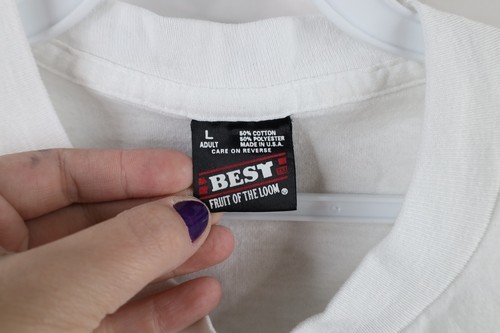 L
ADULT
50% COTTON
50% POLYESTER
MADE IN U.S.A.
CARE ON REVERSE
BEST
FRUIT OF THE LOOM ®